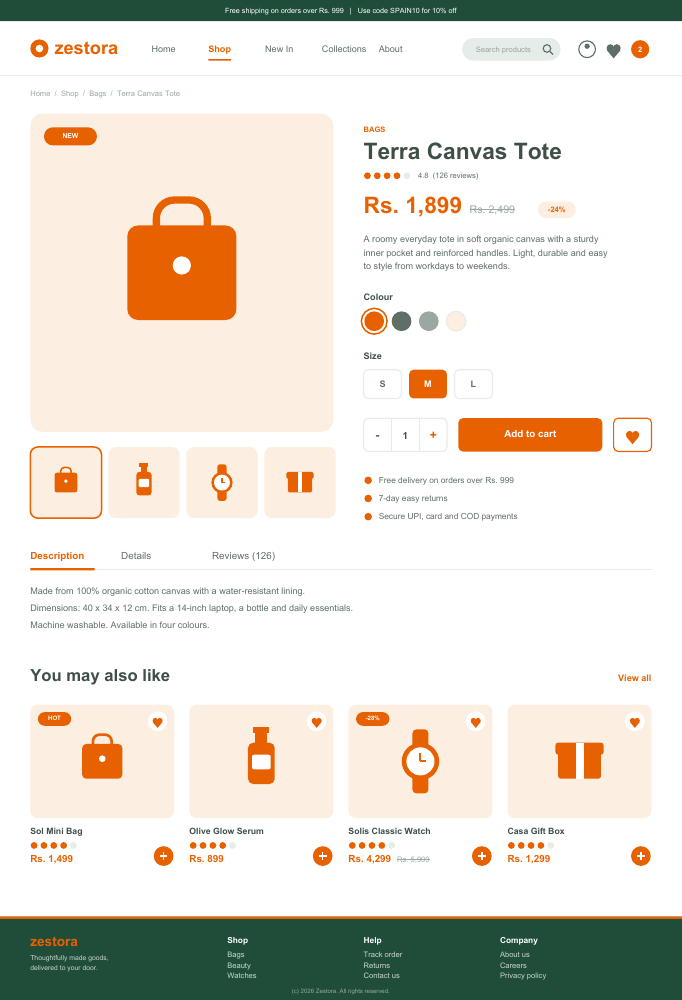 Free shipping on orders over Rs. 999 | Use code SPAIN10 for 10% off
zestora
Home
Shop
New In
Collections
About
Search products
2
Home / Shop / Bags / Terra Canvas Tote
NEW
BAGS
Terra Canvas Tote
4.8 (126 reviews)
Rs. 1,899 Rs. 2,499 -24%
A roomy everyday tote in soft organic canvas with a sturdy
inner pocket and reinforced handles. Light, durable and easy
to style from workdays to weekends.
Colour
Size
S M L
- 1 + Add to cart
Free delivery on orders over Rs. 999
7-day easy returns
Secure UPI, card and COD payments
Description Details Reviews (126)
Made from 100% organic cotton canvas with a water-resistant lining.
Dimensions: 40 x 34 x 12 cm. Fits a 14-inch laptop, a bottle and daily essentials.
Machine washable. Available in four colours.
You may also like
View all
HOT
Sol Mini Bag
Rs. 1,499
+
Olive Glow Serum
Rs. 899
+
-28%
Solis Classic Watch
Rs. 4,299 Rs. 5,999
+
Casa Gift Box
Rs. 1,299
+
zestora
Thoughtfully made goods,
delivered to your door.
Shop
Bags
Beauty
Watches
Help
Track order
Returns
Contact us
Company
About us
Careers
Privacy policy
(c) 2026 Zestora. All rights reserved.